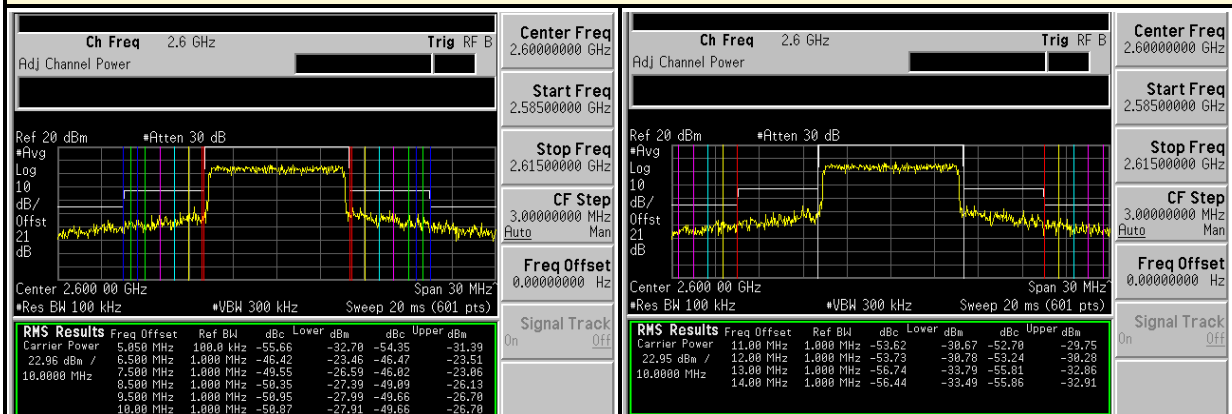 Ch Freq 2.6 GHz Trig RF B
Adj Channel Power
Ref 20 dBm #Atten 30 dB
#Avg
Log
10
dB/
Offst
21
dB
Center 2.600 00 GHz Span 30 MHz^
#Res BW 100 kHz #VBW 300 kHz Sweep 20 ms (601 pts)
RMS Results Freq Offset Ref BW dBc Lower dBm dBc Upper dBm
Carrier Power 5.050 MHz 100.0 kHz -55.66 -32.70 -54.35 -31.39
22.96 dBm / 6.500 MHz 1.000 MHz -46.42 -23.46 -46.47 -23.51
10.0000 MHz 7.500 MHz 1.000 MHz -49.55 -26.59 -46.02 -23.06
8.500 MHz 1.000 MHz -50.35 -27.39 -49.09 -26.13
9.500 MHz 1.000 MHz -50.95 -27.99 -49.66 -26.70
10.00 MHz 1.000 MHz -50.87 -27.91 -49.66 -26.70
Center Freq
2.60000000 GHz
Start Freq
2.58500000 GHz
Stop Freq
2.61500000 GHz
CF Step
3.00000000 MHz
Auto Man
Freq Offset
0.00000000 Hz
Signal Track
On Off
Ch Freq 2.6 GHz Trig RF B
Adj Channel Power
Ref 20 dBm #Atten 30 dB
#Avg
Log
10
dB/
Offst
21
dB
Center 2.600 00 GHz Span 30 MHz^
#Res BW 100 kHz #VBW 300 kHz Sweep 20 ms (601 pts)
RMS Results Freq Offset Ref BW dBc Lower dBm dBc Upper dBm
Carrier Power 11.00 MHz 1.000 MHz -53.62 -30.67 -52.70 -29.75
22.95 dBm / 12.00 MHz 1.000 MHz -53.73 -30.78 -53.24 -30.28
10.0000 MHz 13.00 MHz 1.000 MHz -56.74 -33.79 -55.81 -32.86
14.00 MHz 1.000 MHz -56.44 -33.49 -55.86 -32.91
Center Freq
2.60000000 GHz
Start Freq
2.58500000 GHz
Stop Freq
2.61500000 GHz
CF Step
3.00000000 MHz
Auto Man
Freq Offset
0.00000000 Hz
Signal Track
On Off